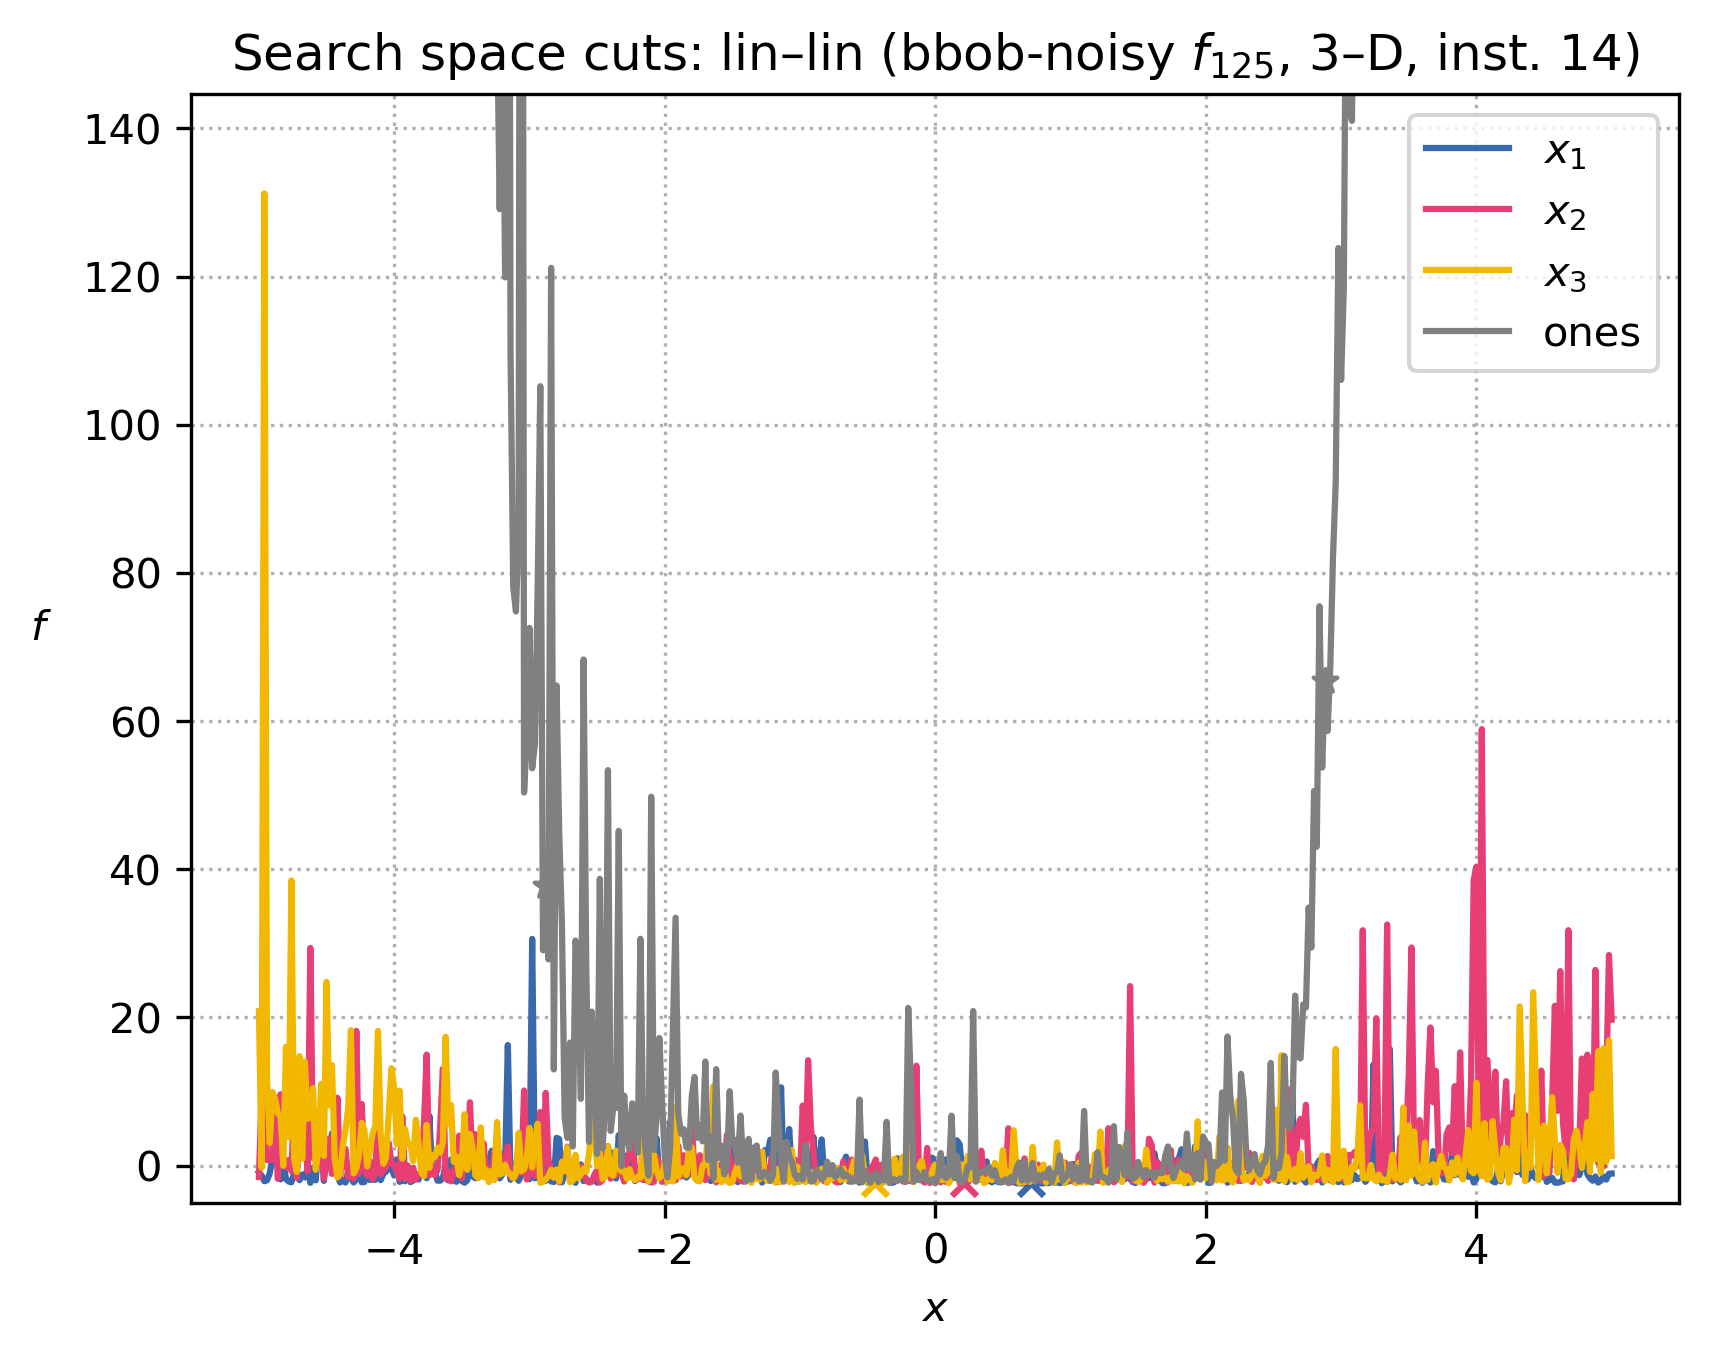 Search space cuts: lin–lin (bbob-noisy f₁₂₅, 3–D, inst. 14)
140
120
100
80
60
40
20
0
f
x₁
x₂
x₃
ones
−4
−2
0
2
4
x